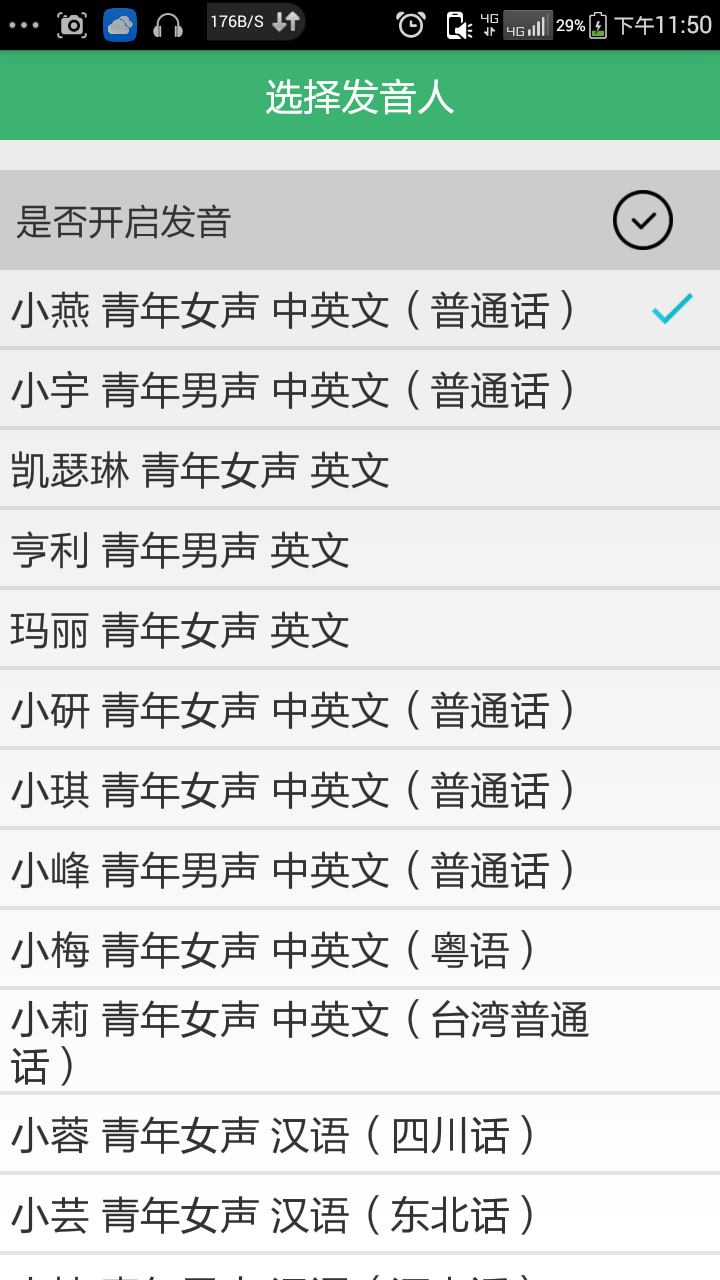 176B/S
4G
4G
29%
下午11:50
选择发音人
是否开启发音
小燕 青年女声 中英文（普通话）
小宇 青年男声 中英文（普通话）
凯瑟琳 青年女声 英文
亨利 青年男声 英文
玛丽 青年女声 英文
小研 青年女声 中英文（普通话）
小琪 青年女声 中英文（普通话）
小峰 青年男声 中英文（普通话）
小梅 青年女声 中英文（粤语）
小莉 青年女声 中英文（台湾普通
话）
小蓉 青年女声 汉语（四川话）
小芸 青年女声 汉语（东北话）